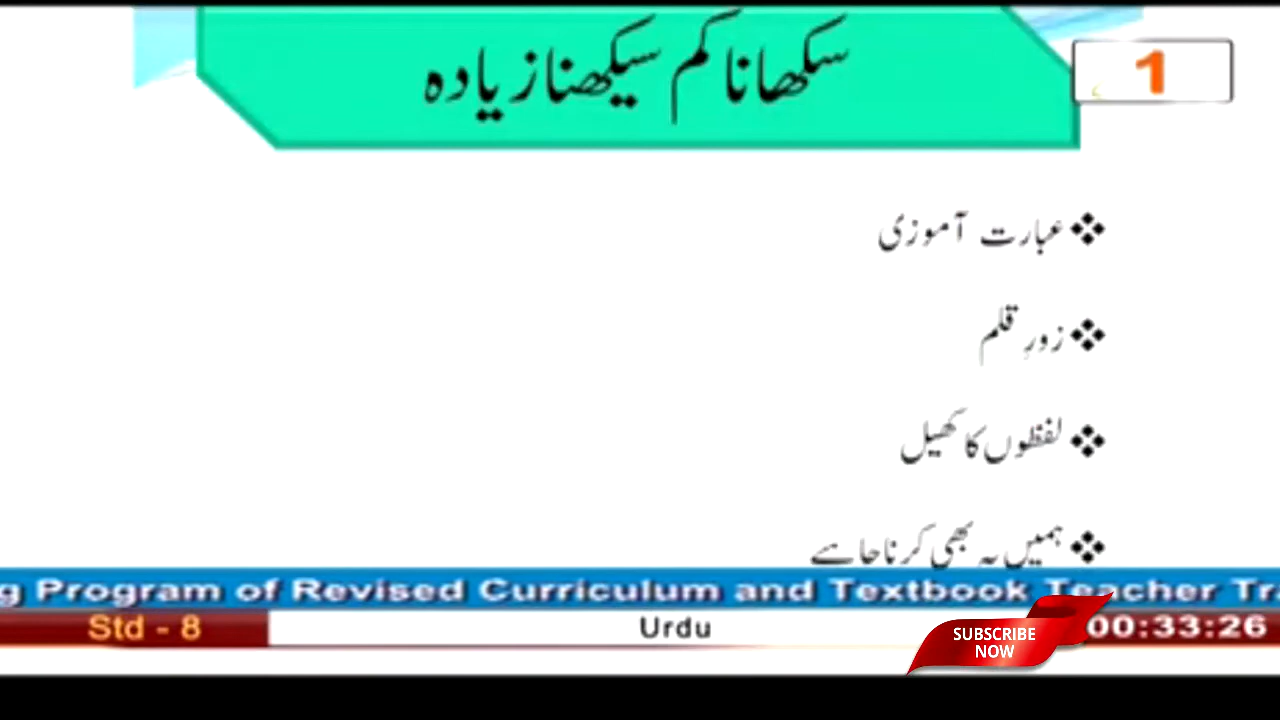 سکھانا کم سیکھنا زیادہ
1
عبارت آموزی
زورِ قلم
لفظوں کا کھیل
ہمیں یہ بھی کرنا چاہیے
g Program of Revised Curriculum and Textbook Teacher Tra
Std - 8
Urdu
SUBSCRIBE
NOW
00:33:26